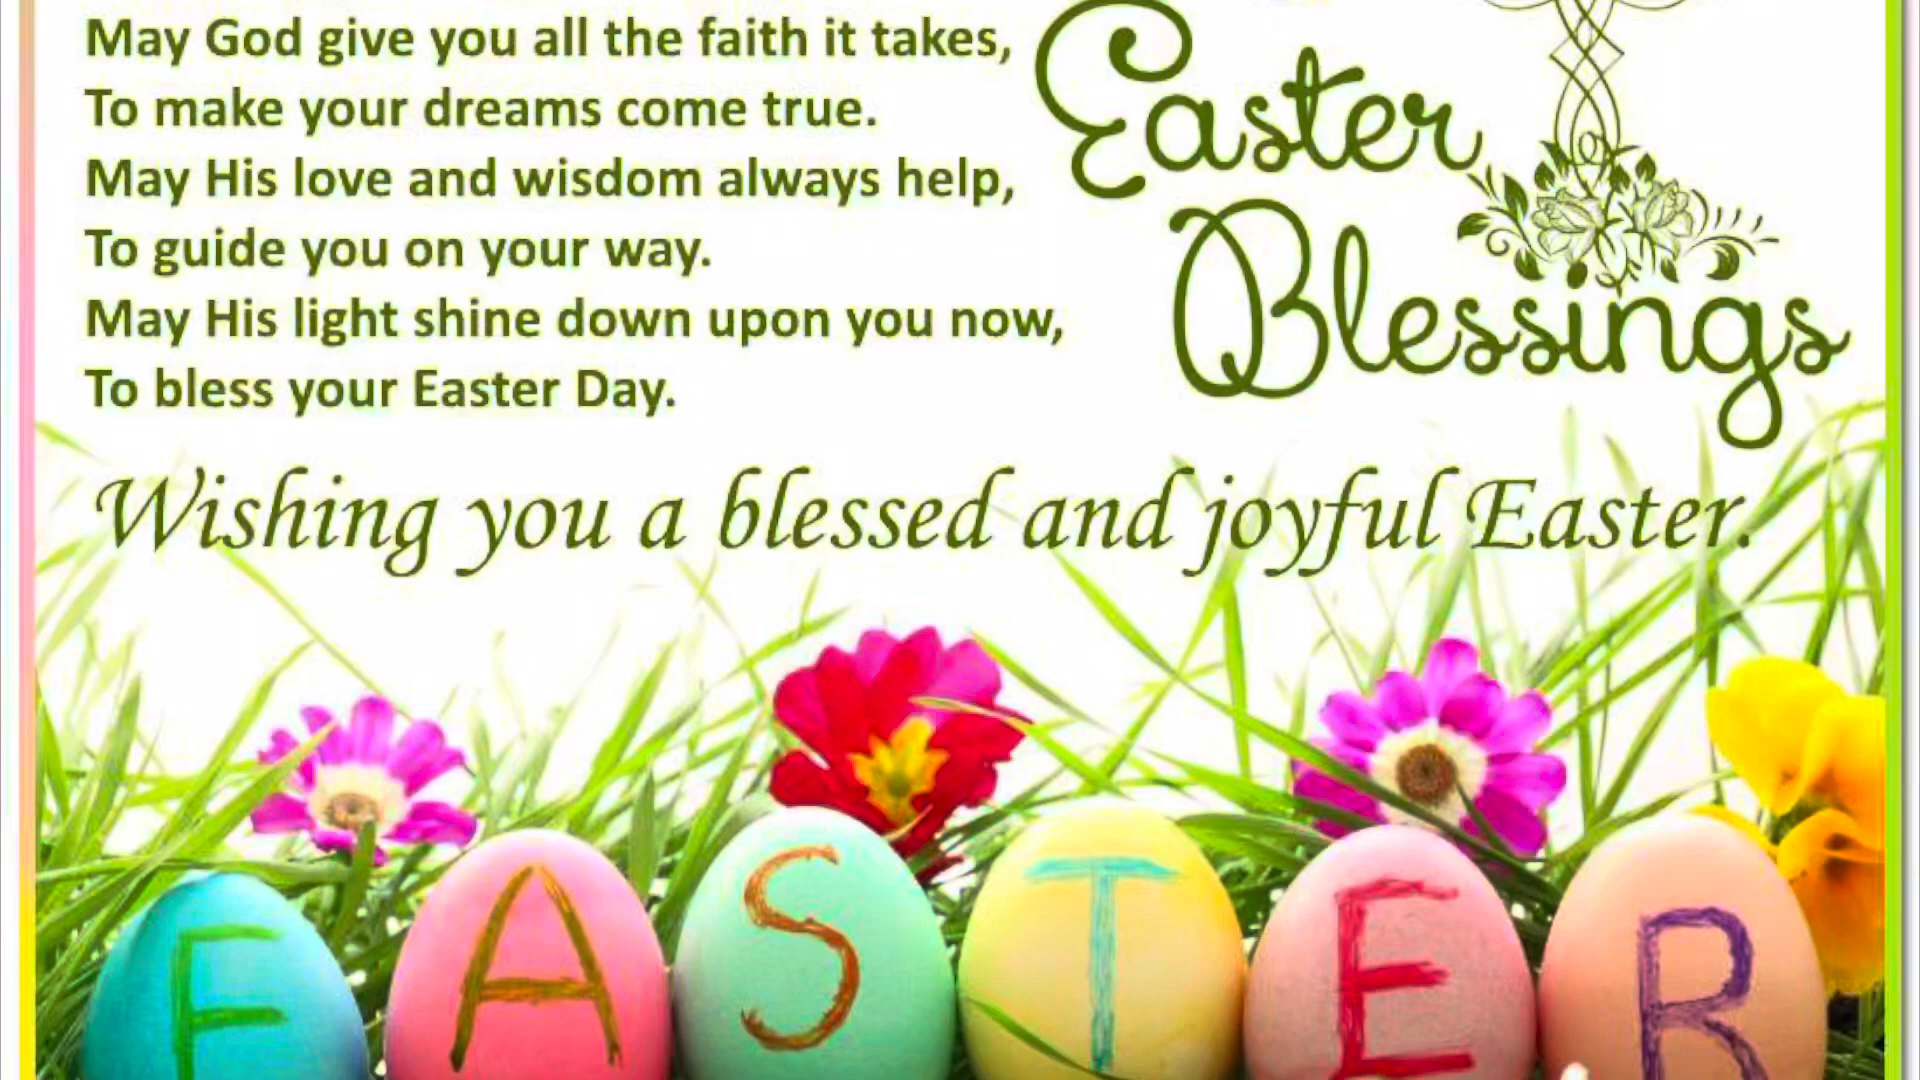 May God give you all the faith it takes,
To make your dreams come true.
May His love and wisdom always help,
To guide you on your way.
May His light shine down upon you now,
To bless your Easter Day.
Easter
Blessings
Wishing you a blessed and joyful Easter.
EASTER